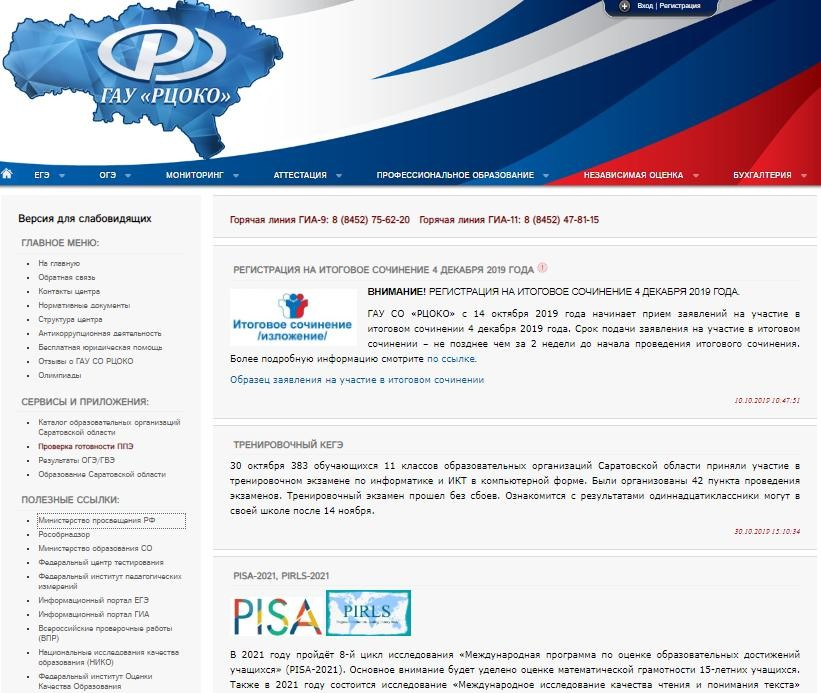 Вход | Регистрация
ГАУ «РЦОКО»
ЕГЭ
ОГЭ
МОНИТОРИНГ
АТТЕСТАЦИЯ
ПРОФЕССИОНАЛЬНОЕ ОБРАЗОВАНИЕ
НЕЗАВИСИМАЯ ОЦЕНКА
БУХГАЛТЕРИЯ
Версия для слабовидящих
ГЛАВНОЕ МЕНЮ:
На главную
Обратная связь
Контакты центра
Нормативные документы
Структура центра
Антикоррупционная деятельность
Бесплатная юридическая помощь
Отзывы о ГАУ СО РЦОКО
Олимпиады
СЕРВИСЫ И ПРИЛОЖЕНИЯ:
Каталог образовательных организаций
Саратовской области
Проверка готовности ППЭ
Результаты ОГЭ/ГВЭ
Образование Саратовской области
ПОЛЕЗНЫЕ ССЫЛКИ:
Министерство просвещения РФ
Рособрнадзор
Министерство образования СО
Федеральный центр тестирования
Федеральный институт педагогических
измерений
Информационный портал ЕГЭ
Информационный портал ГИА
Всероссийские проверочные работы
(ВПР)
Национальные исследования качества
образования (НИКО)
Федеральный институт Оценки
Качества Образования
Горячая линия ГИА-9: 8 (8452) 75-62-20 Горячая линия ГИА-11: 8 (8452) 47-81-15
РЕГИСТРАЦИЯ НА ИТОГОВОЕ СОЧИНЕНИЕ 4 ДЕКАБРЯ 2019 ГОДА
Итоговое сочинение
/изложение/
ВНИМАНИЕ! РЕГИСТРАЦИЯ НА ИТОГОВОЕ СОЧИНЕНИЕ 4 ДЕКАБРЯ 2019 ГОДА.
ГАУ СО «РЦОКО» с 14 октября 2019 года начинает прием заявлений на участие в
итоговом сочинении 4 декабря 2019 года. Срок подачи заявления на участие в итоговом
сочинении – не позднее чем за 2 недели до начала проведения итогового сочинения.
Более подробную информацию смотрите по ссылке.
Образец заявления на участие в итоговом сочинении
10.10.2019 10:47:51
ТРЕНИРОВОЧНЫЙ КЕГЭ
30 октября 383 обучающихся 11 классов образовательных организаций Саратовской области приняли участие в
тренировочном экзамене по информатике и ИКТ в компьютерной форме. Были организованы 42 пункта проведения
экзаменов. Тренировочный экзамен прошел без сбоев. Ознакомится с результатами одиннадцатиклассники могут в
своей школе после 14 ноября.
30.10.2019 15:10:34
PISA-2021, PIRLS-2021
PISA
PIRLS
В 2021 году пройдёт 8-й цикл исследования «Международная программа по оценке образовательных достижений
учащихся» (PISA-2021). Основное внимание будет уделено оценке математической грамотности 15-летних учащихся.
Также в 2021 году состоится исследование «Международное исследование качества чтения и понимания текста»